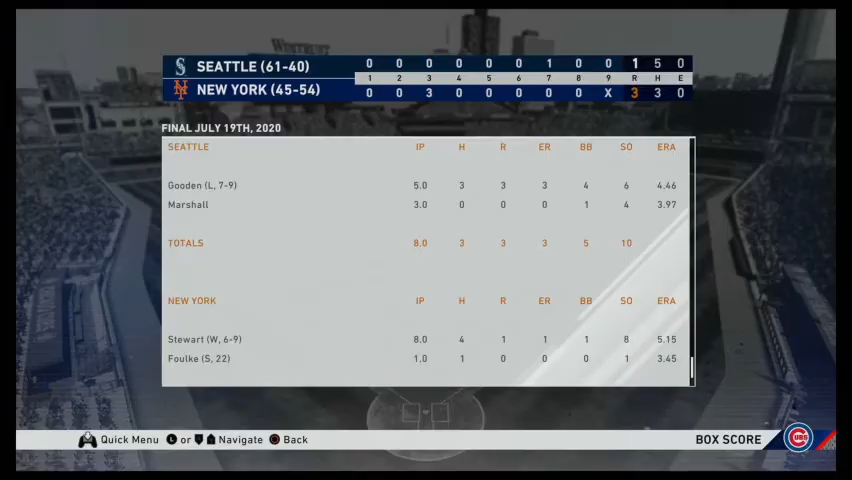 SEATTLE (61-40) 0 0 0 0 0 0 1 0 0 1 5 0
1 2 3 4 5 6 7 8 9 R H E
NEW YORK (45-54) 0 0 3 0 0 0 0 0 X 3 3 0
FINAL JULY 19TH, 2020
SEATTLE IP H R ER BB SO ERA
Gooden (L, 7-9) 5.0 3 3 3 4 6 4.46
Marshall 3.0 0 0 0 1 4 3.97
TOTALS 8.0 3 3 3 5 10
NEW YORK IP H R ER BB SO ERA
Stewart (W, 6-9) 8.0 4 1 1 1 8 5.15
Foulke (S, 22) 1.0 1 0 0 0 1 3.45
Quick Menu L or Navigate Back BOX SCORE CUBS